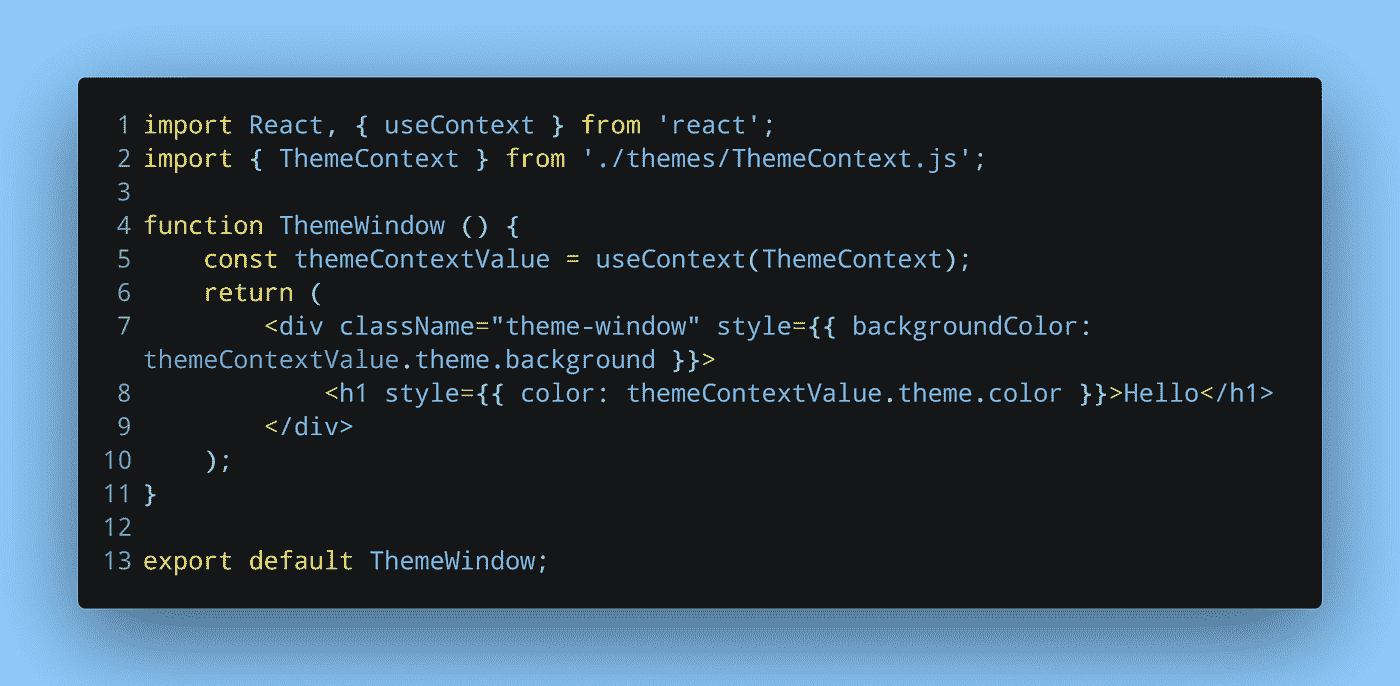 1 import React, { useContext } from 'react';
2 import { ThemeContext } from './themes/ThemeContext.js';
3
4 function ThemeWindow () {
5     const themeContextValue = useContext(ThemeContext);
6     return (
7         <div className="theme-window" style={{ backgroundColor:
themeContextValue.theme.background }}>
8             <h1 style={{ color: themeContextValue.theme.color }}>Hello</h1>
9         </div>
10     );
11 }
12
13 export default ThemeWindow;